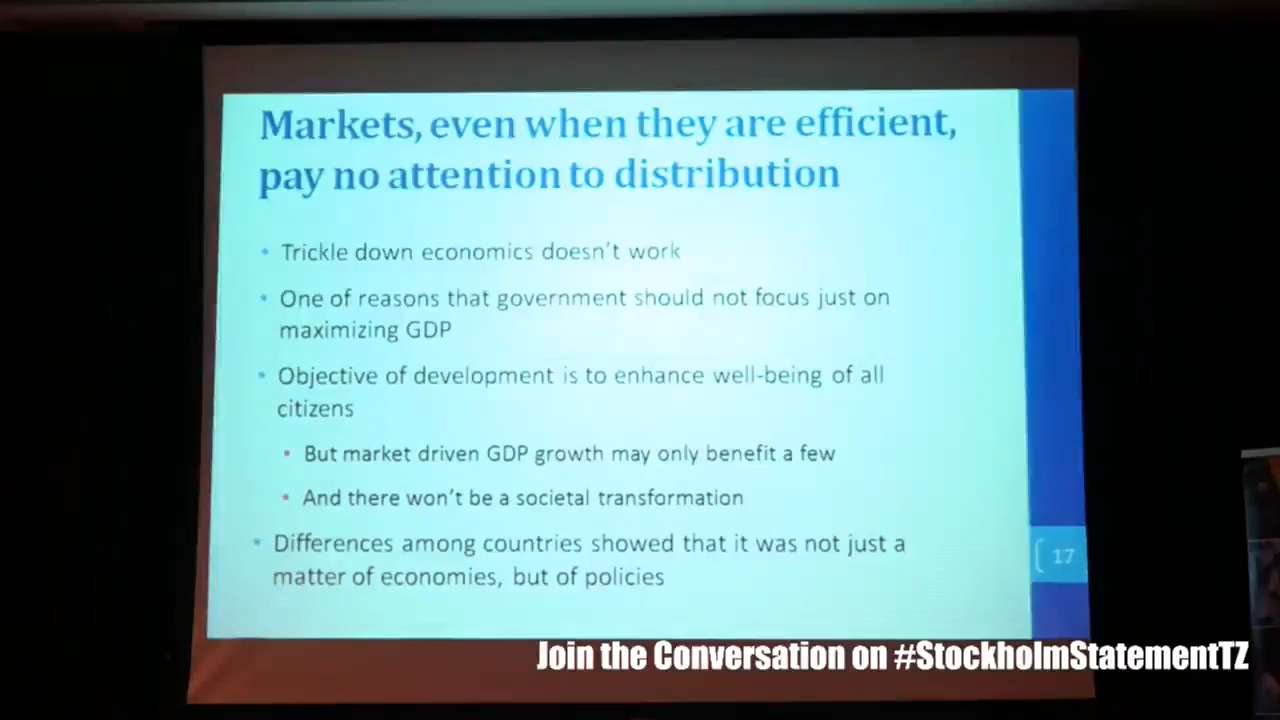 Markets, even when they are efficient,
pay no attention to distribution
• Trickle down economics doesn't work
• One of reasons that government should not focus just on
maximizing GDP
• Objective of development is to enhance well-being of all
citizens
• But market driven GDP growth may only benefit a few
• And there won't be a societal transformation
• Differences among countries showed that it was not just a
matter of economies, but of policies
17
Join the Conversation on #StockholmStatementTZ